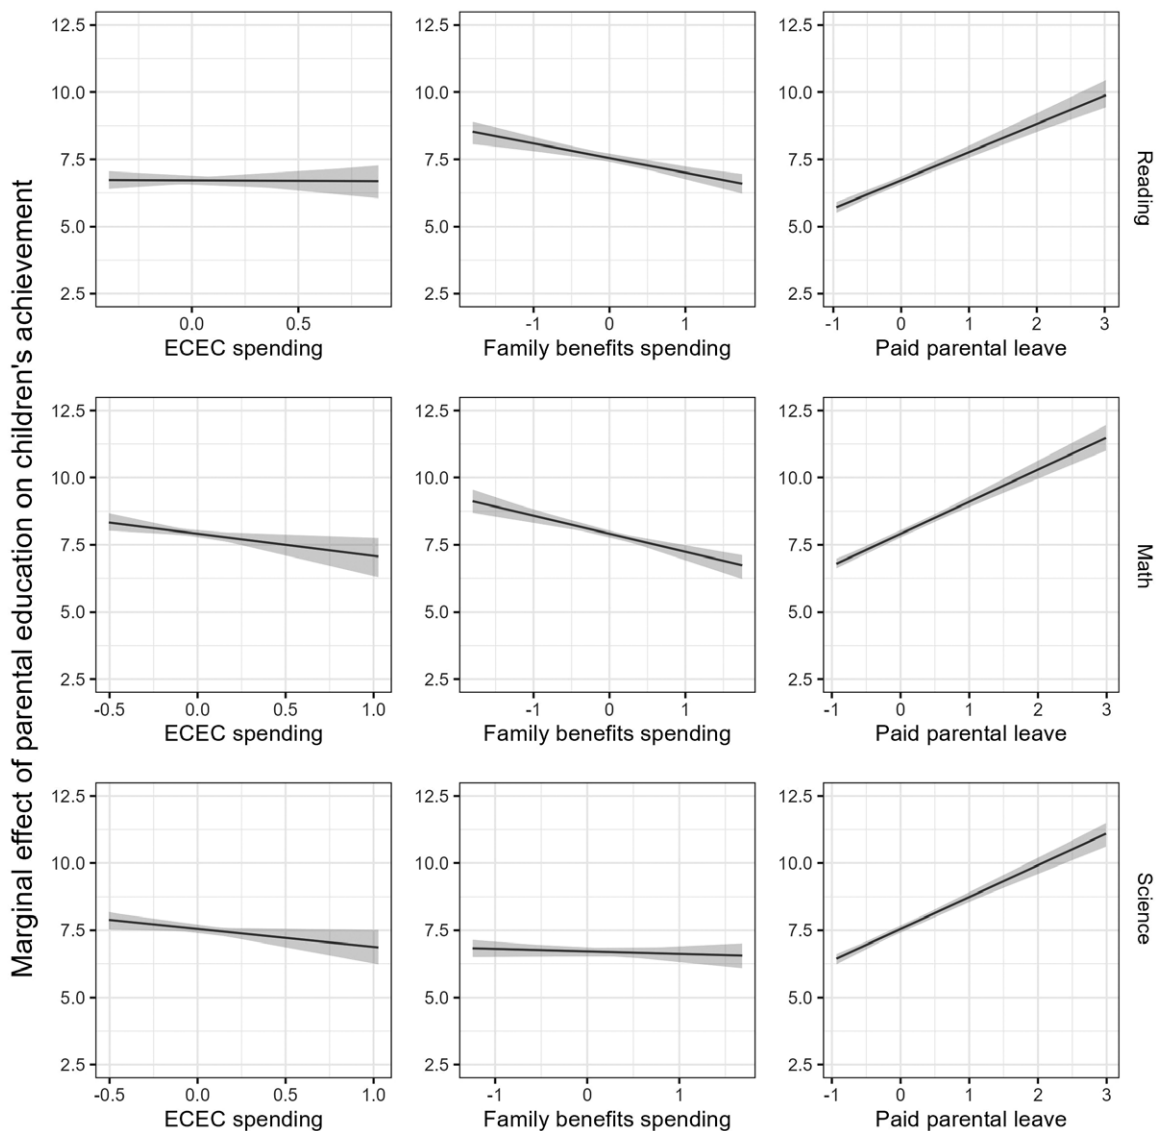 Marginal effect of parental education on children's achievement
12.5
10.0
7.5
5.0
2.5
0.0 0.5
ECEC spending
12.5
10.0
7.5
5.0
2.5
-1 0 1
Family benefits spending
12.5
10.0
7.5
5.0
2.5
-1 0 1 2 3
Paid parental leave
Reading
12.5
10.0
7.5
5.0
2.5
-0.5 0.0 0.5 1.0
ECEC spending
12.5
10.0
7.5
5.0
2.5
-1 0 1
Family benefits spending
12.5
10.0
7.5
5.0
2.5
-1 0 1 2 3
Paid parental leave
Math
12.5
10.0
7.5
5.0
2.5
-0.5 0.0 0.5 1.0
ECEC spending
12.5
10.0
7.5
5.0
2.5
-1 0 1
Family benefits spending
12.5
10.0
7.5
5.0
2.5
-1 0 1 2 3
Paid parental leave
Science